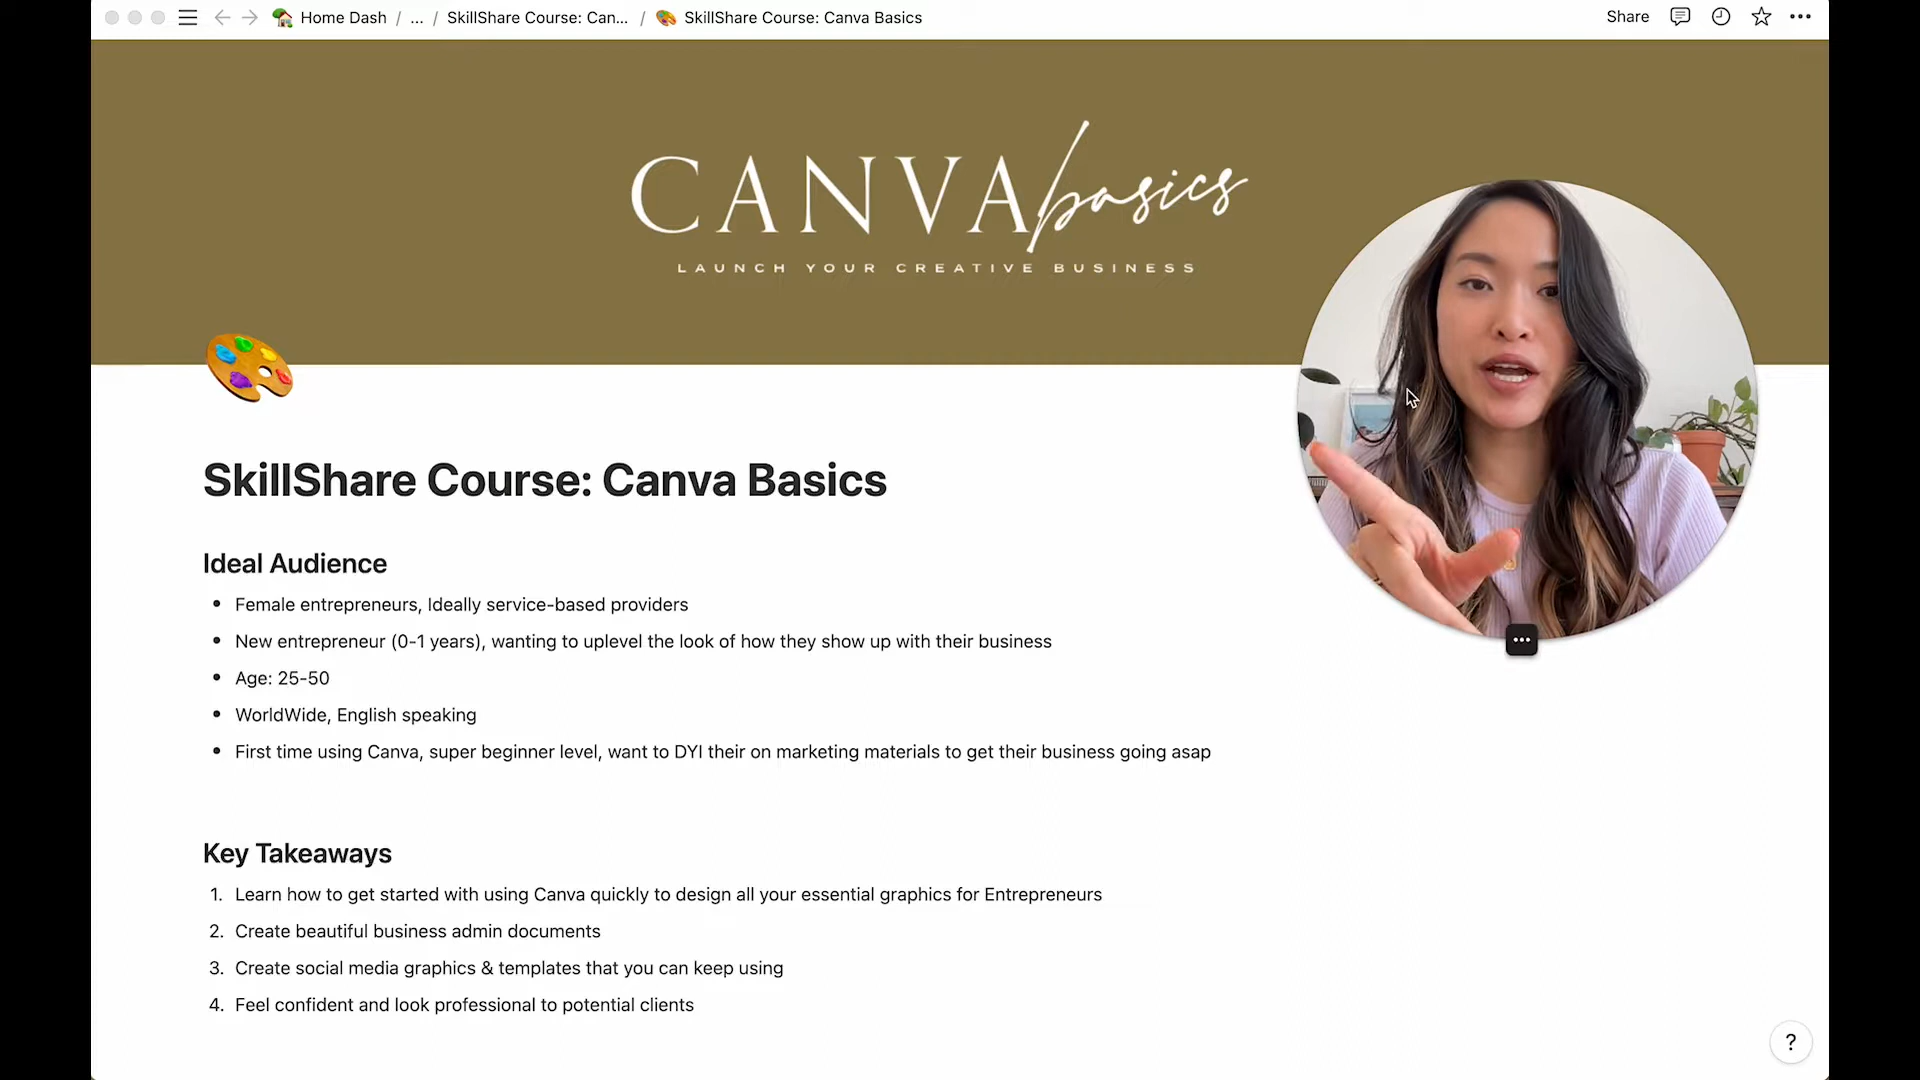 Home Dash / ... / SkillShare Course: Can... / SkillShare Course: Canva Basics
Share
CANVA basics
LAUNCH YOUR CREATIVE BUSINESS
SkillShare Course: Canva Basics
Ideal Audience
• Female entrepreneurs, Ideally service-based providers
• New entrepreneur (0-1 years), wanting to uplevel the look of how they show up with their business
• Age: 25-50
• WorldWide, English speaking
• First time using Canva, super beginner level, want to DYI their on marketing materials to get their business going asap
Key Takeaways
1. Learn how to get started with using Canva quickly to design all your essential graphics for Entrepreneurs
2. Create beautiful business admin documents
3. Create social media graphics & templates that you can keep using
4. Feel confident and look professional to potential clients
?